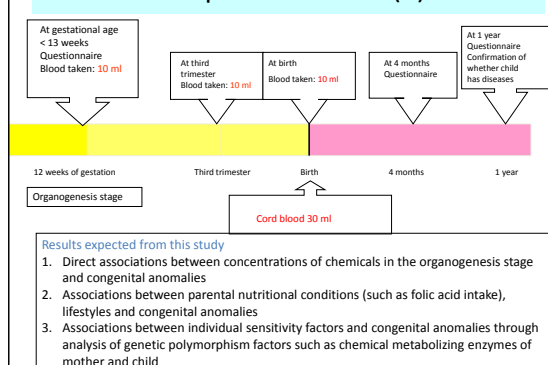 At gestational age
< 13 weeks
Questionnaire
Blood taken: 10 ml
At third
trimester
Blood taken: 10 ml
At birth
Blood taken: 10 ml
At 4 months
Questionnaire
At 1 year
Questionnaire
Confirmation of
whether child
has diseases
12 weeks of gestation
Third trimester
Birth
4 months
1 year
Organogenesis stage
Cord blood 30 ml
Results expected from this study
1. Direct associations between concentrations of chemicals in the organogenesis stage
and congenital anomalies
2. Associations between parental nutritional conditions (such as folic acid intake),
lifestyles and congenital anomalies
3. Associations between individual sensitivity factors and congenital anomalies through
analysis of genetic polymorphism factors such as chemical metabolizing enzymes of
mother and child